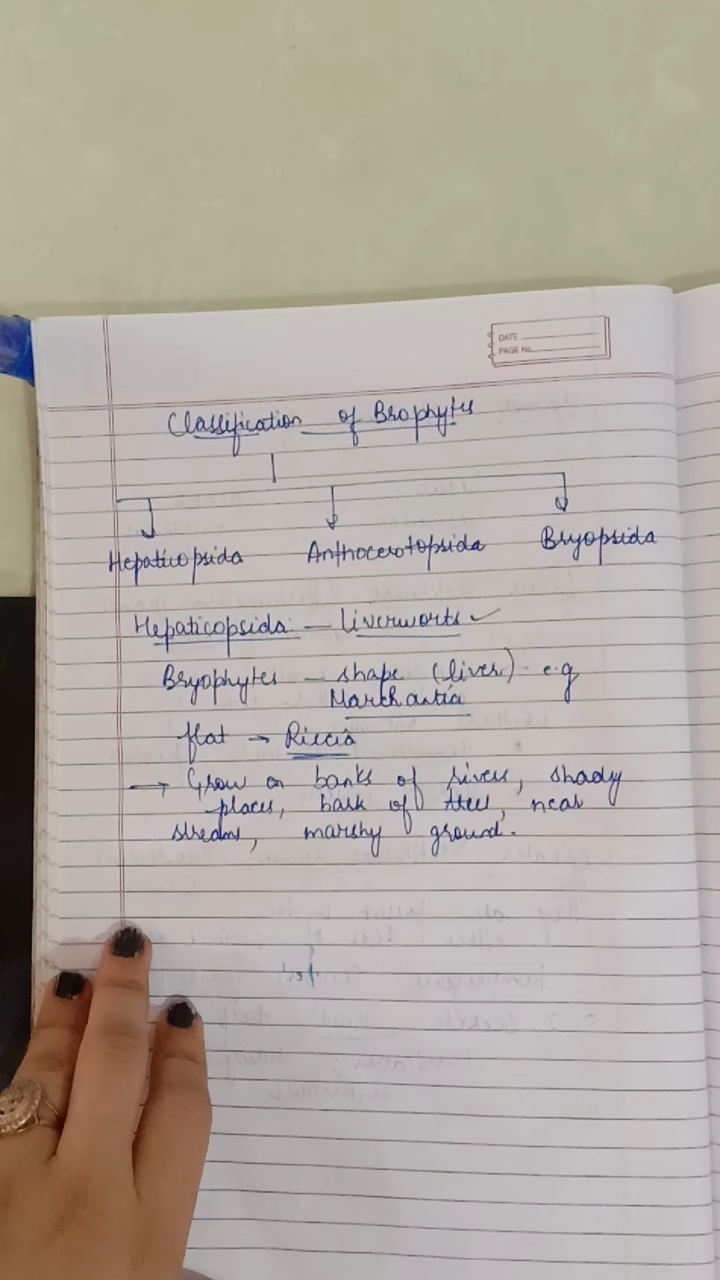 DATE
PAGE No.
Classification of Brophytes
Hepaticopsida Anthocerotopsida Bryopsida
Hepaticopsida - liverworts ✓
Bryophytes - shape (liver) e.g
Marchantia
flat → Riccia
→ Grow on banks of rivers, shady
places, bark of trees, near
streams, marshy ground.